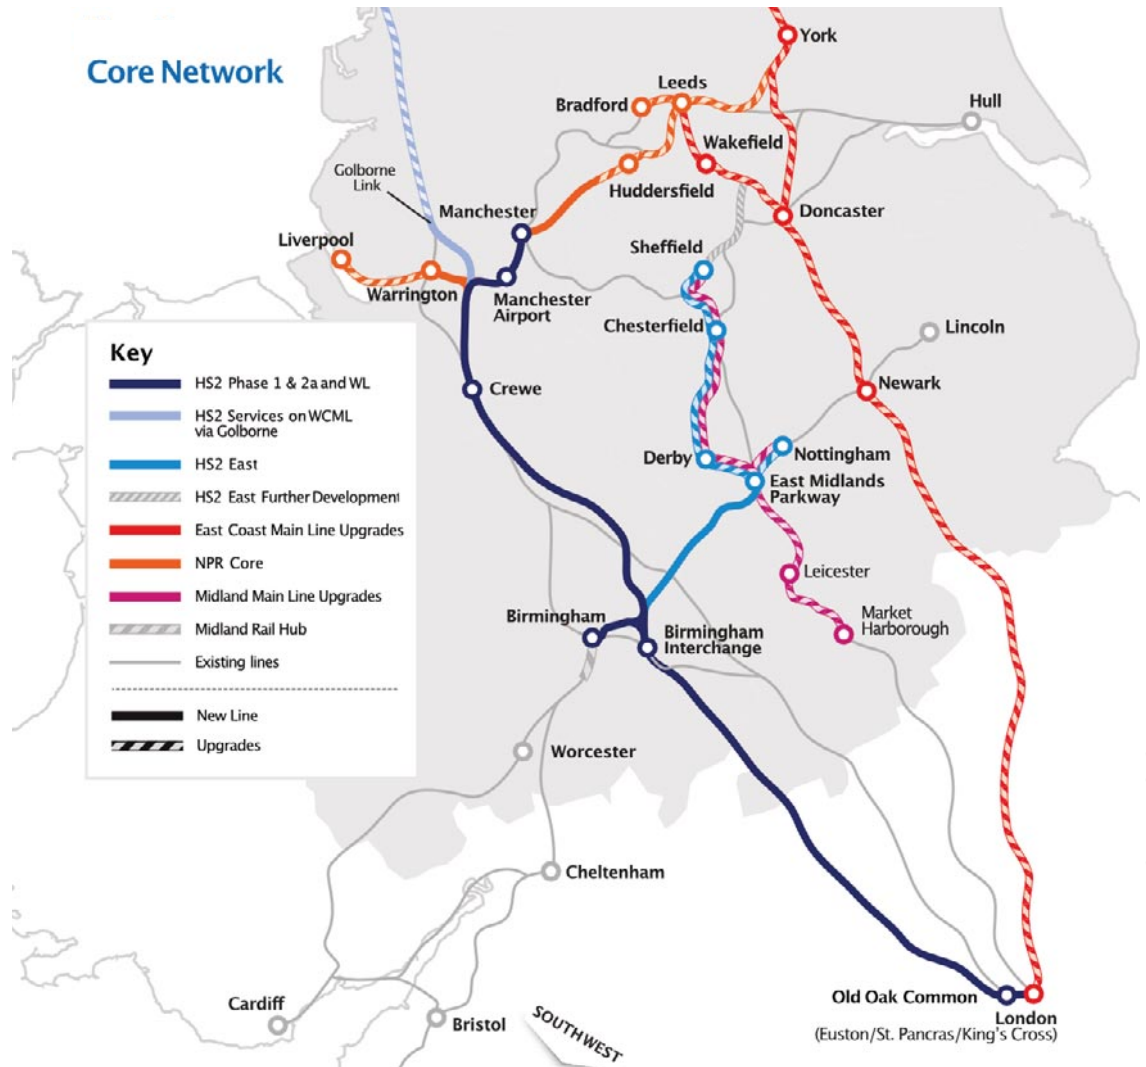 Core Network
York
Leeds
Bradford
Hull
Wakefield
Golborne
Link
Huddersfield
Manchester
Doncaster
Liverpool
Sheffield
Warrington
Manchester
Airport
Chesterfield
Lincoln
Key
HS2 Phase 1 & 2a and WL
HS2 Services on WCML
via Golborne
HS2 East
HS2 East Further Development
East Coast Main Line Upgrades
NPR Core
Midland Main Line Upgrades
Midland Rail Hub
Existing lines
New Line
Upgrades
Crewe
Newark
Derby
Nottingham
East Midlands
Parkway
Leicester
Birmingham
Market
Harborough
Birmingham
Interchange
Worcester
Cheltenham
Cardiff
Bristol
SOUTHWEST
Old Oak Common
London
(Euston/St. Pancras/King's Cross)